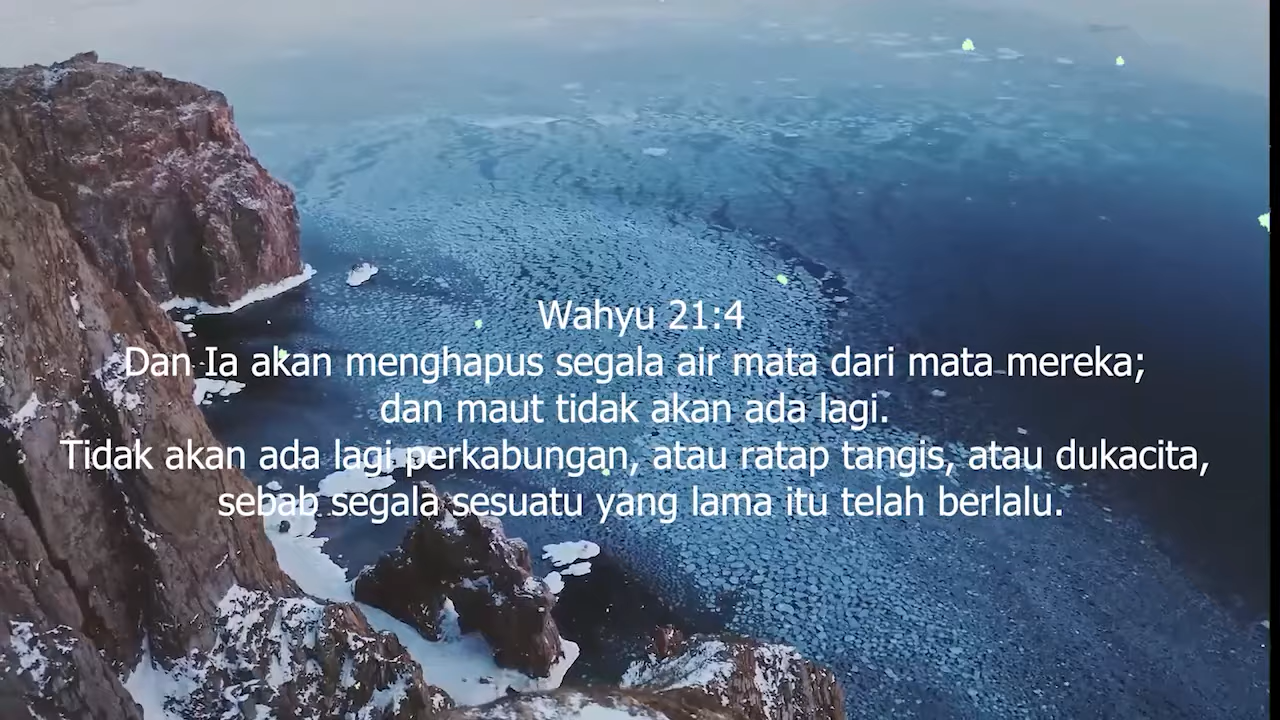 Wahyu 21:4
Dan Ia akan menghapus segala air mata dari mata mereka;
dan maut tidak akan ada lagi.
Tidak akan ada lagi perkabungan, atau ratap tangis, atau dukacita,
sebab segala sesuatu yang lama itu telah berlalu.